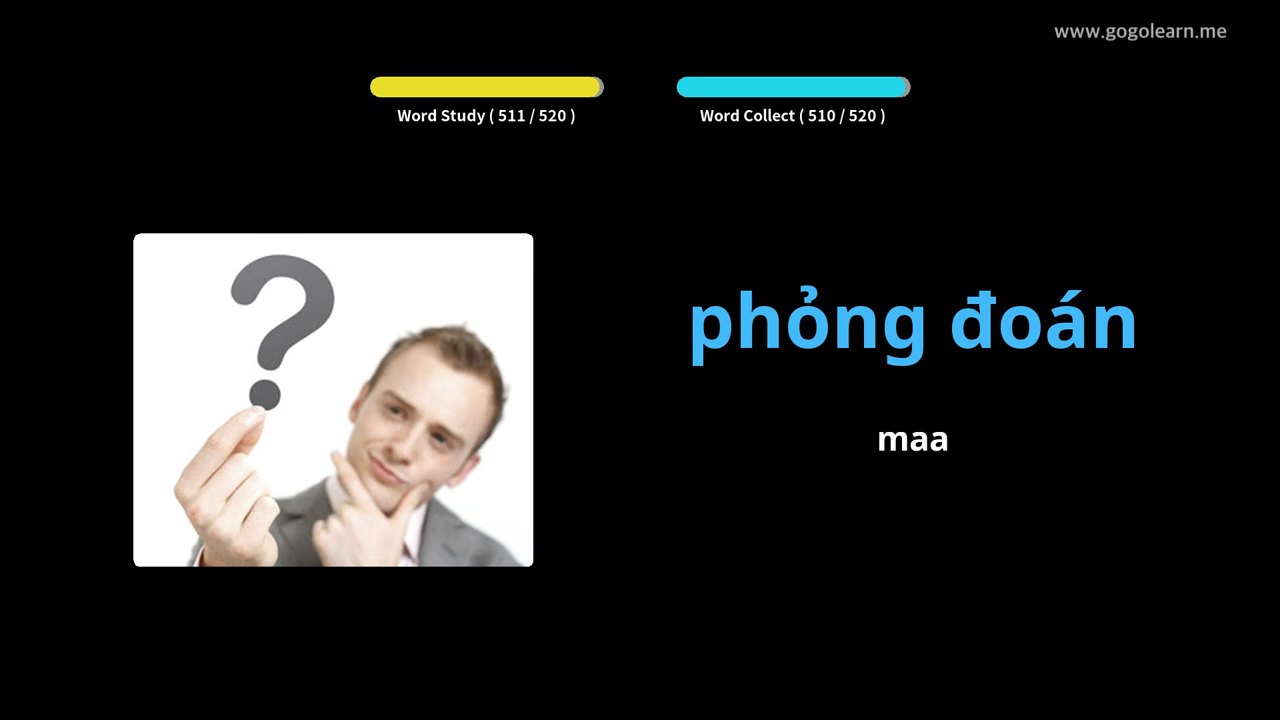 www.gogolearn.me
Word Study ( 511 / 520 )
Word Collect ( 510 / 520 )
phỏng đoán
maa